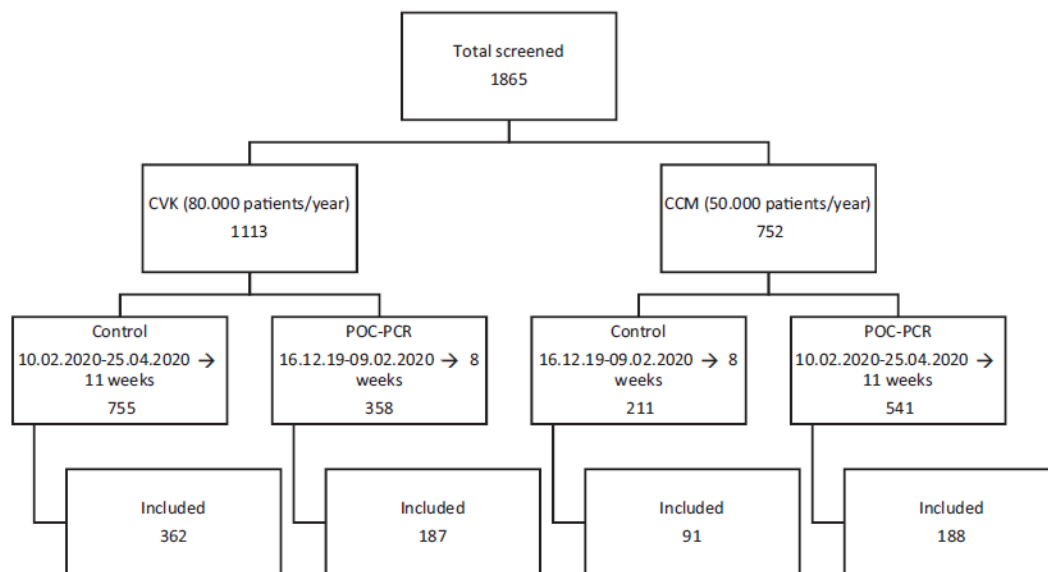 Total screened
1865
CVK (80.000 patients/year)
1113
CCM (50.000 patients/year)
752
Control
10.02.2020-25.04.2020 →
11 weeks
755
POC-PCR
16.12.19-09.02.2020 → 8
weeks
358
Control
16.12.19-09.02.2020 → 8
weeks
211
POC-PCR
10.02.2020-25.04.2020 →
11 weeks
541
Included
362
Included
187
Included
91
Included
188